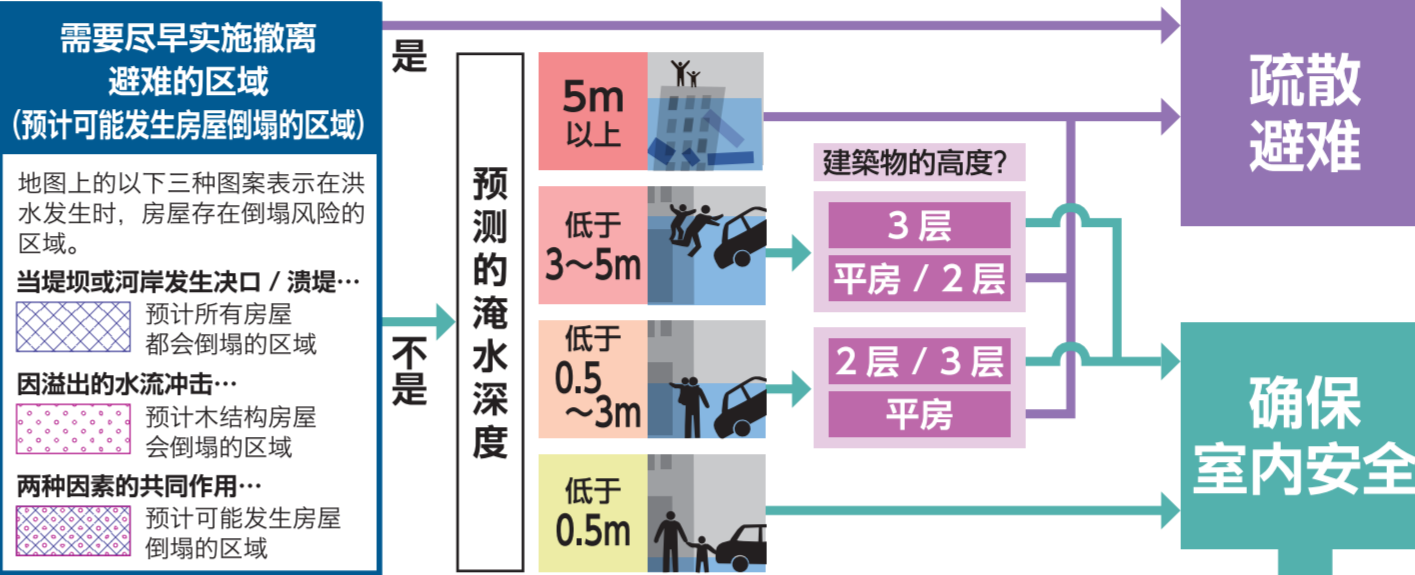 需要尽早实施撤离
避难的区域
（预计可能发生房屋倒塌的区域）
地图上的以下三种图案表示在洪
水发生时，房屋存在倒塌风险的
区域。
当堤坝或河岸发生决口 / 溃堤…
预计所有房屋
都会倒塌的区域
因溢出的水流冲击…
预计木结构房屋
会倒塌的区域
两种因素的共同作用…
预计可能发生房屋
倒塌的区域
是
不是
预测的淹水深度
5m
以上
低于
3～5m
低于
0.5
～3m
低于
0.5m
建築物的高度？
3 层
平房 / 2 层
2 层 / 3 层
平房
疏散
避难
确保
室内安全